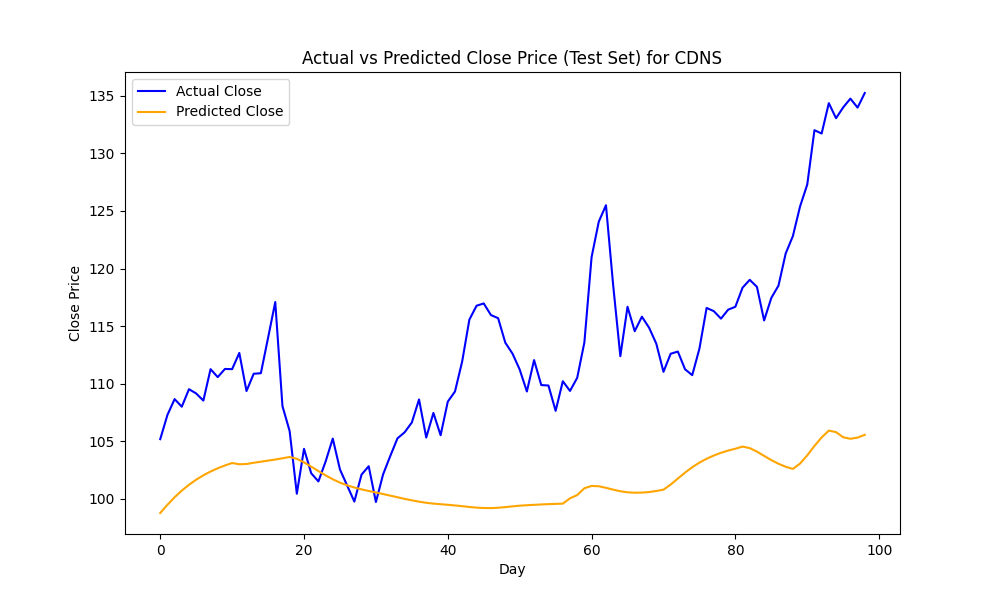 Actual vs Predicted Close Price (Test Set) for CDNS
Actual Close
Predicted Close
Close Price
135
130
125
120
115
110
105
100
0 20 40 60 80 100
Day